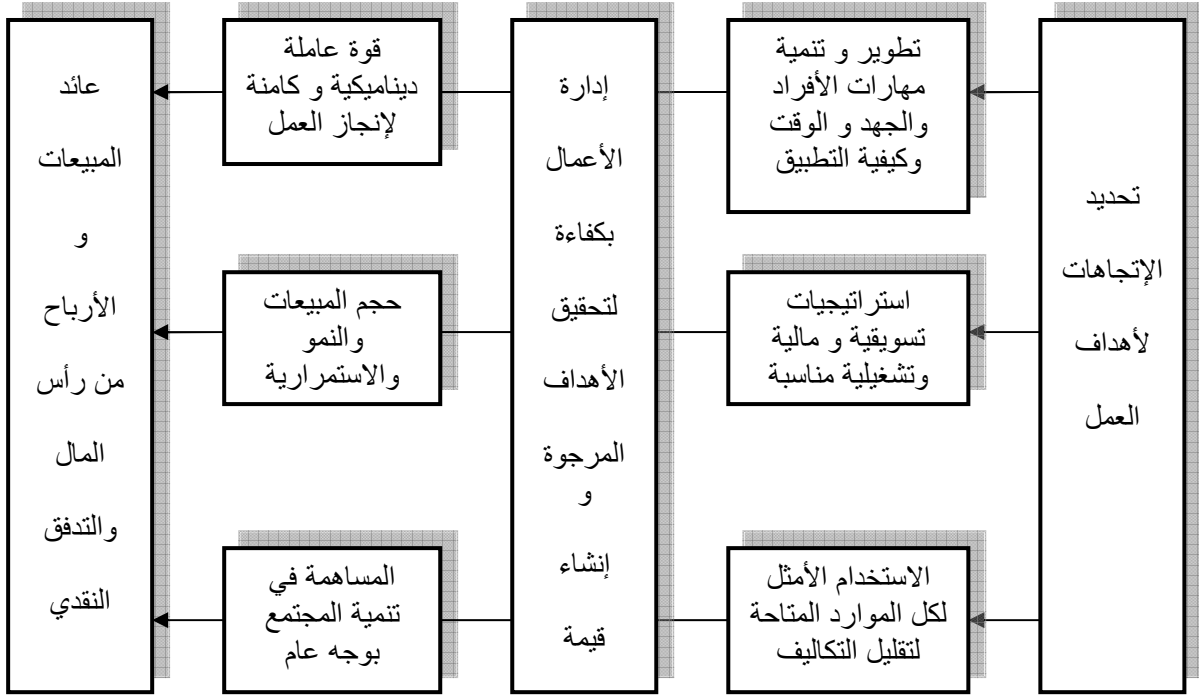 تحديد
الإتجاهات
لأهداف
العمل
تطوير و تنمية
مهارات الأفراد
والجهد و الوقت
وكيفية التطبيق
استراتيجيات
تسويقية و مالية
وتشغيلية مناسبة
الاستخدام الأمثل
لكل الموارد المتاحة
لتقليل التكاليف
إدارة
الأعمال
بكفاءة
لتحقيق
الأهداف
المرجوة
و
إنشاء
قيمة
قوة عاملة
ديناميكية و كامنة
لإنجاز العمل
حجم المبيعات
والنمو
والاستمرارية
المساهمة في
تنمية المجتمع
بوجه عام
عائد
المبيعات
و
الأرباح
من رأس
المال
والتدفق
النقدي